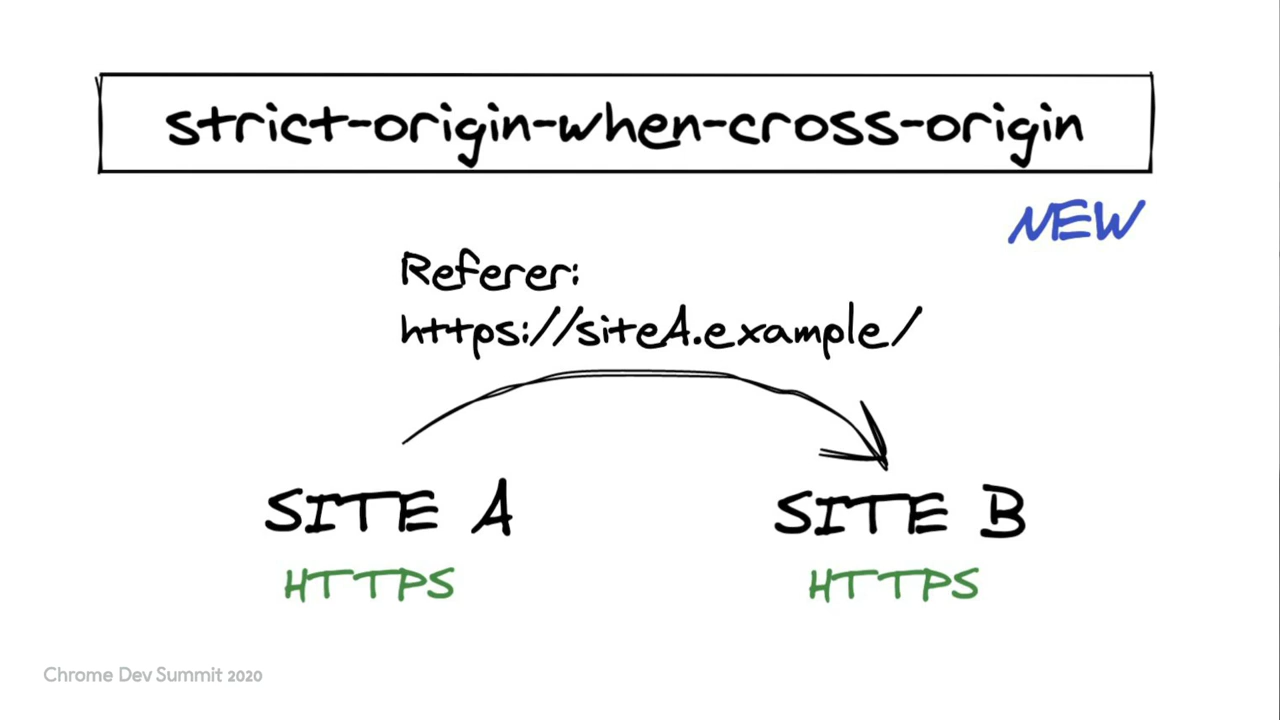 strict-origin-when-cross-origin
NEW
Referer:
https://siteA.example/
SITE A
SITE B
HTTPS
HTTPS
Chrome Dev Summit 2020